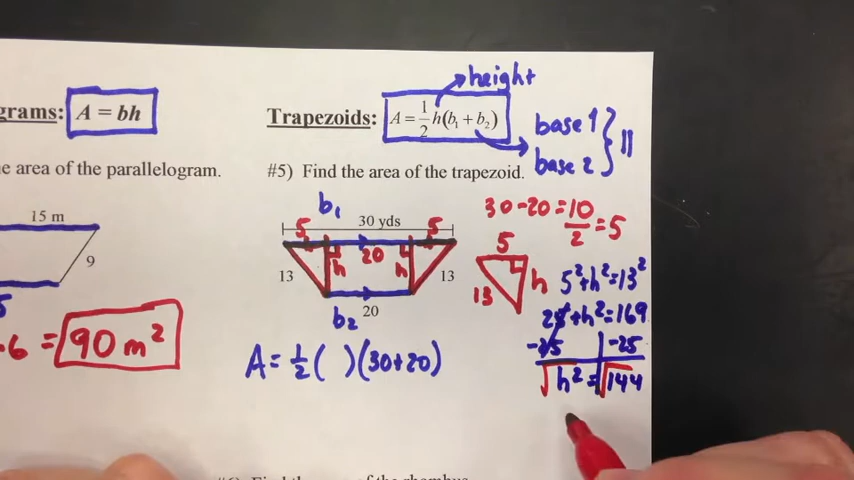 grams: A = bh
e area of the parallelogram.
15 m
9
6
90 m²
Trapezoids: A = 1/2 h(b₁ + b₂)
height
base 1
base 2
} ||
#5) Find the area of the trapezoid.
b₁
30 yds
5 5
20
13 h h 13
20
b₂
A = 1/2 ( )(30+20)
30 - 20 = 10/2 = 5
5
13 h
5² + h² = 13²
25 + h² = 169
-25 -25
√h² = √144